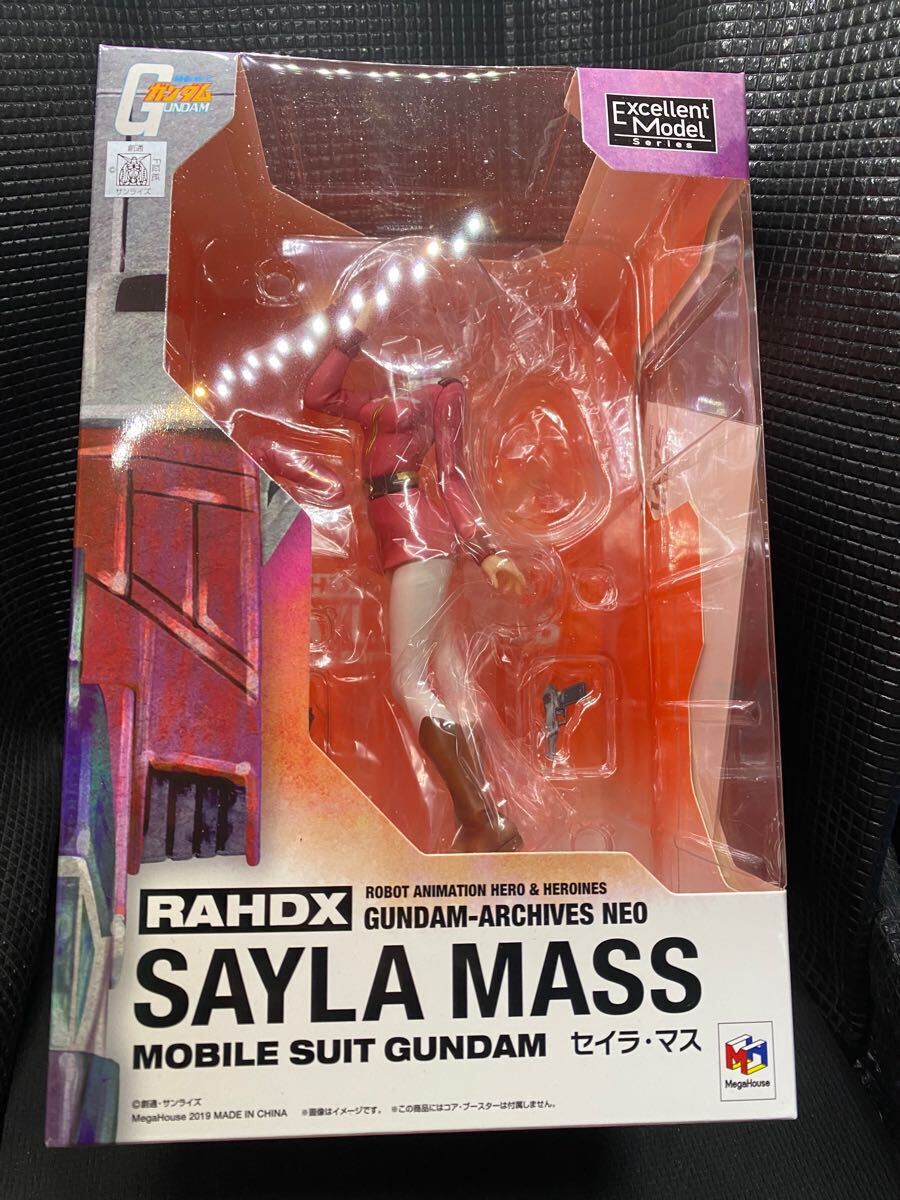 ガンダム
GUNDAM
創通
サンライズ
Excellent
Model
Series
RAHDX
ROBOT ANIMATION HERO & HEROINES
GUNDAM-ARCHIVES NEO
SAYLA MASS
MOBILE SUIT GUNDAM セイラ・マス
MegaHouse
©創通・サンライズ
MegaHouse 2019 MADE IN CHINA ※画像はイメージです。 ※この商品にはコア・ブースターは付属しません。